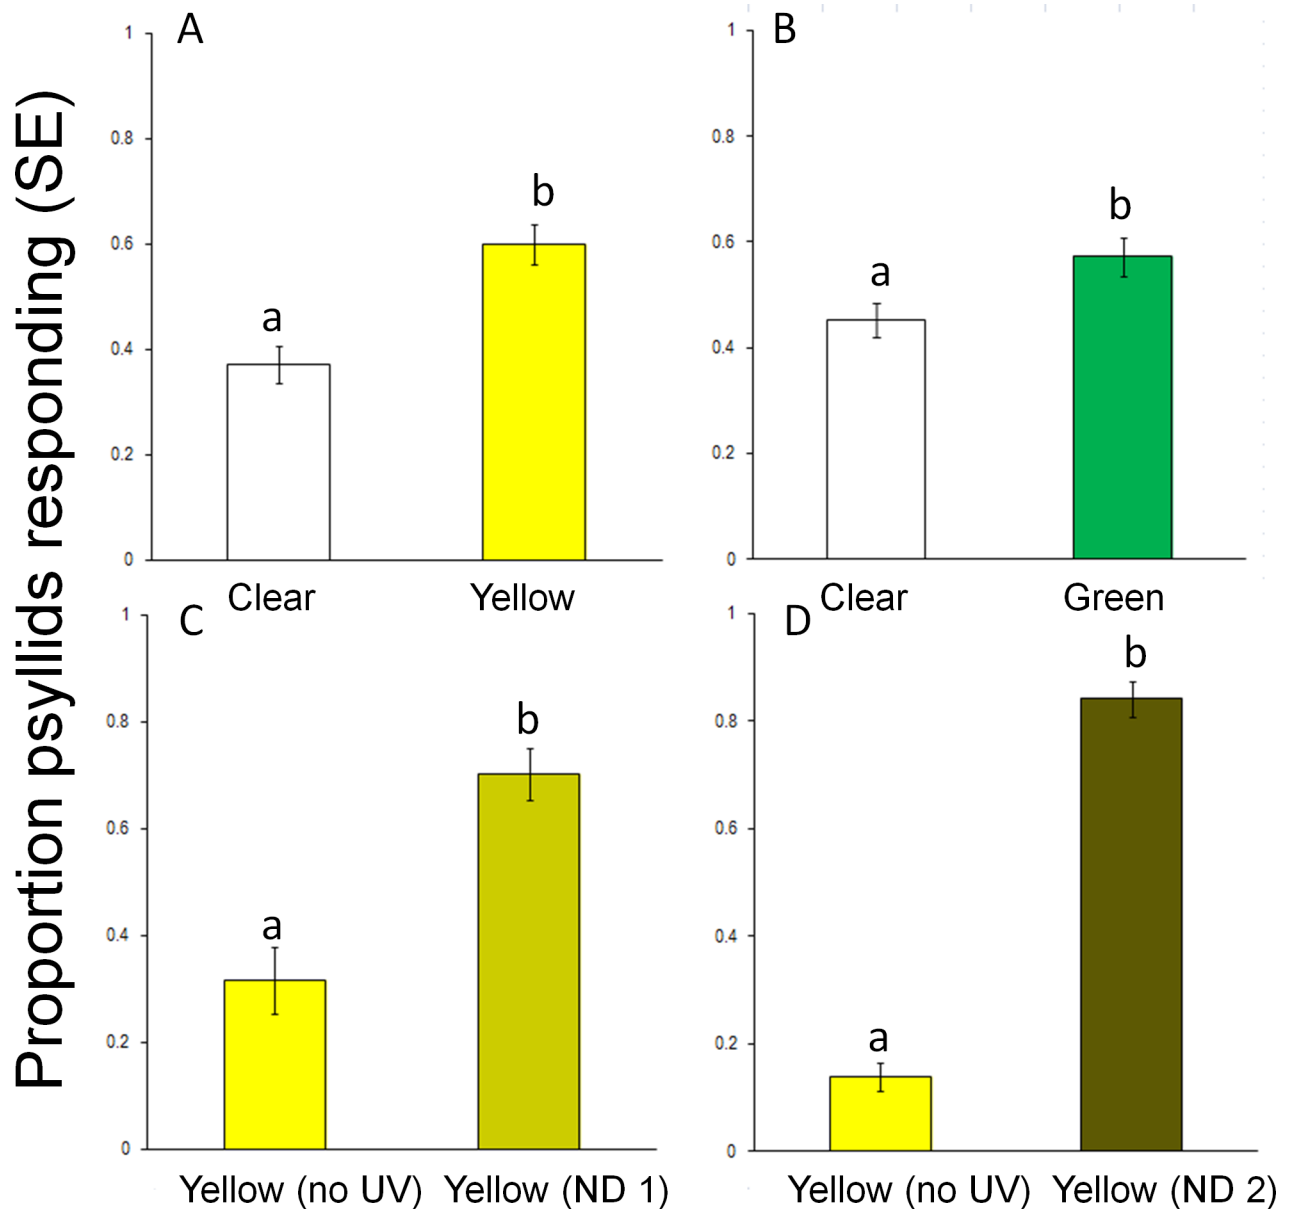 Proportion psyllids responding (SE)
A
1
0.8
0.6
0.4
0.2
0
a
b
Clear
Yellow
B
1
0.8
0.6
0.4
0.2
0
a
b
Clear
Green
C
1
0.8
0.6
0.4
0.2
0
a
b
Yellow (no UV)
Yellow (ND 1)
D
1
0.8
0.6
0.4
0.2
0
a
b
Yellow (no UV)
Yellow (ND 2)